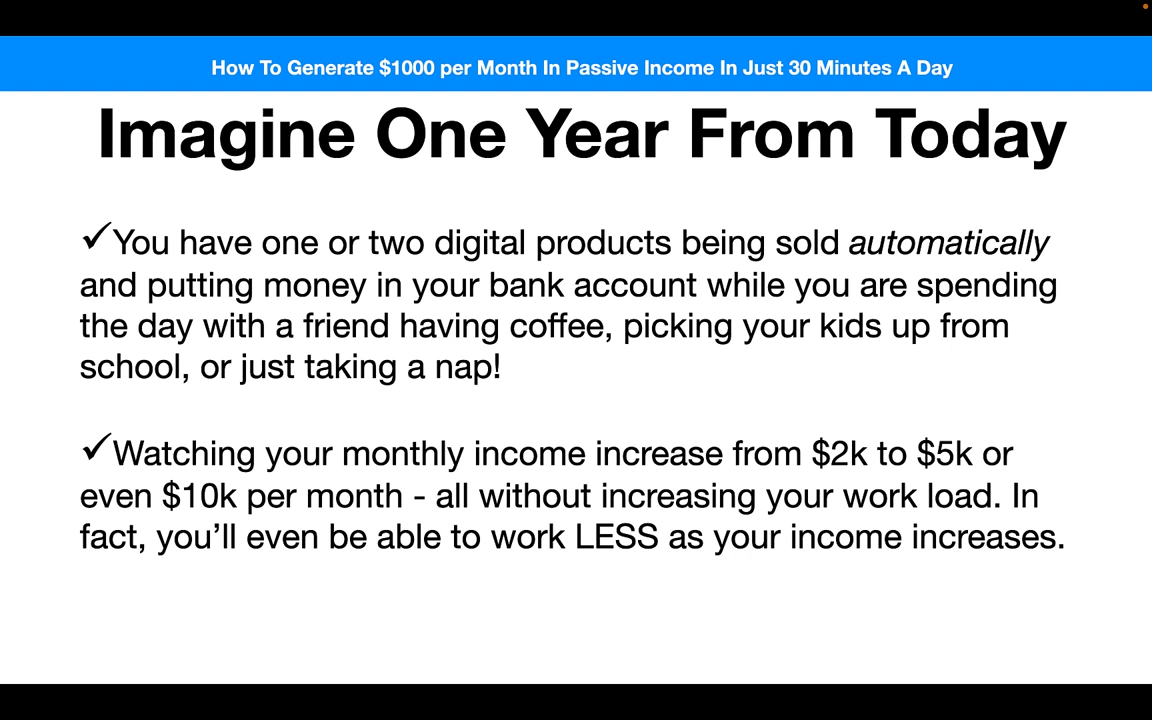 How To Generate $1000 per Month In Passive Income In Just 30 Minutes A Day
Imagine One Year From Today
✓You have one or two digital products being sold automatically
and putting money in your bank account while you are spending
the day with a friend having coffee, picking your kids up from
school, or just taking a nap!
✓Watching your monthly income increase from $2k to $5k or
even $10k per month - all without increasing your work load. In
fact, you’ll even be able to work LESS as your income increases.